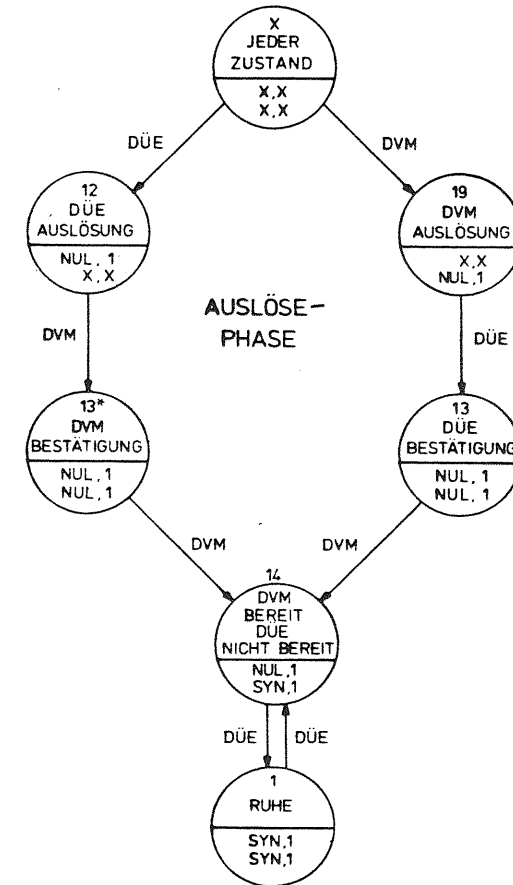 X
JEDER
ZUSTAND
X,X
X,X
DÜE
DVM
12
DÜE
AUSLÖSUNG
NUL, 1
X,X
19
DVM
AUSLÖSUNG
X,X
NUL,1
AUSLÖSE-
PHASE
DVM
DÜE
13*
DVM
BESTÄTIGUNG
NUL, 1
NUL, 1
13
DÜE
BESTÄTIGUNG
NUL, 1
NUL, 1
DVM
DVM
14
DVM
BEREIT
DÜE
NICHT BEREIT
NUL,1
SYN,1
DÜE
DÜE
1
RUHE
SYN,1
SYN,1